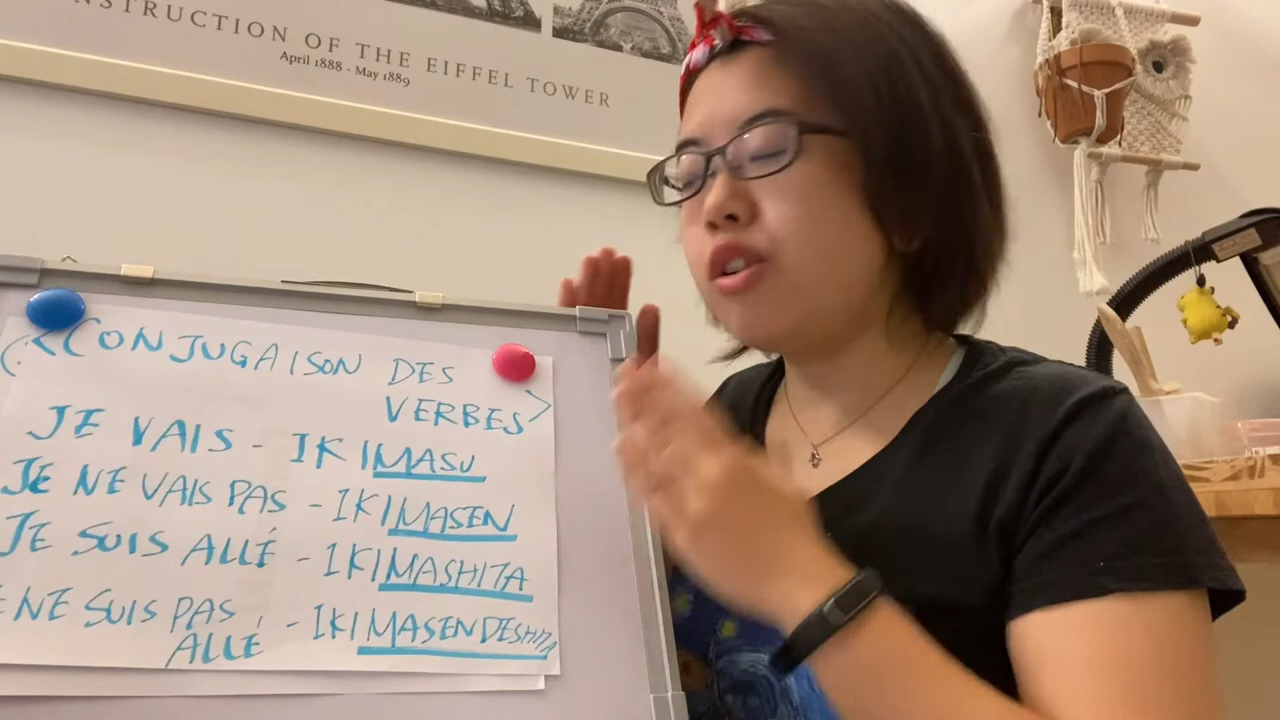 NSTRUCTION OF THE EIFFEL TOWER
April 1888 - May 1889
<CONJUGAISON DES
VERBES>
JE VAIS - IKIMASU
JE NE VAIS PAS - IKIMASEN
JE SUIS ALLÉ - IKIMASHITA
E NE SUIS PAS
ALLÉ - IKIMASENDESHITA